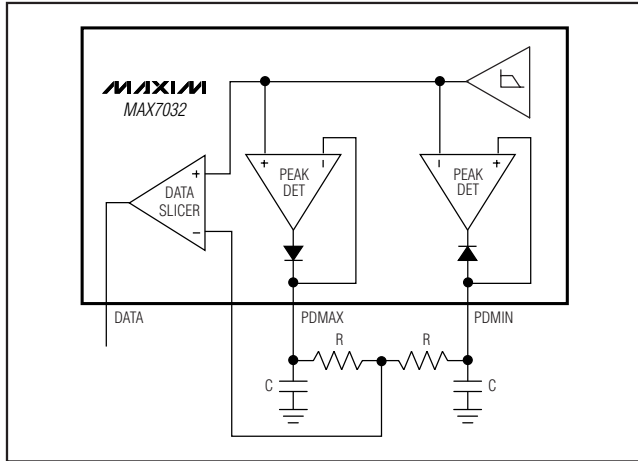 MAXIM
MAX7032
+
-
PEAK
DET
-
+
PEAK
DET
+
DATA
SLICER
-
DATA
PDMAX
PDMIN
R
R
C
C